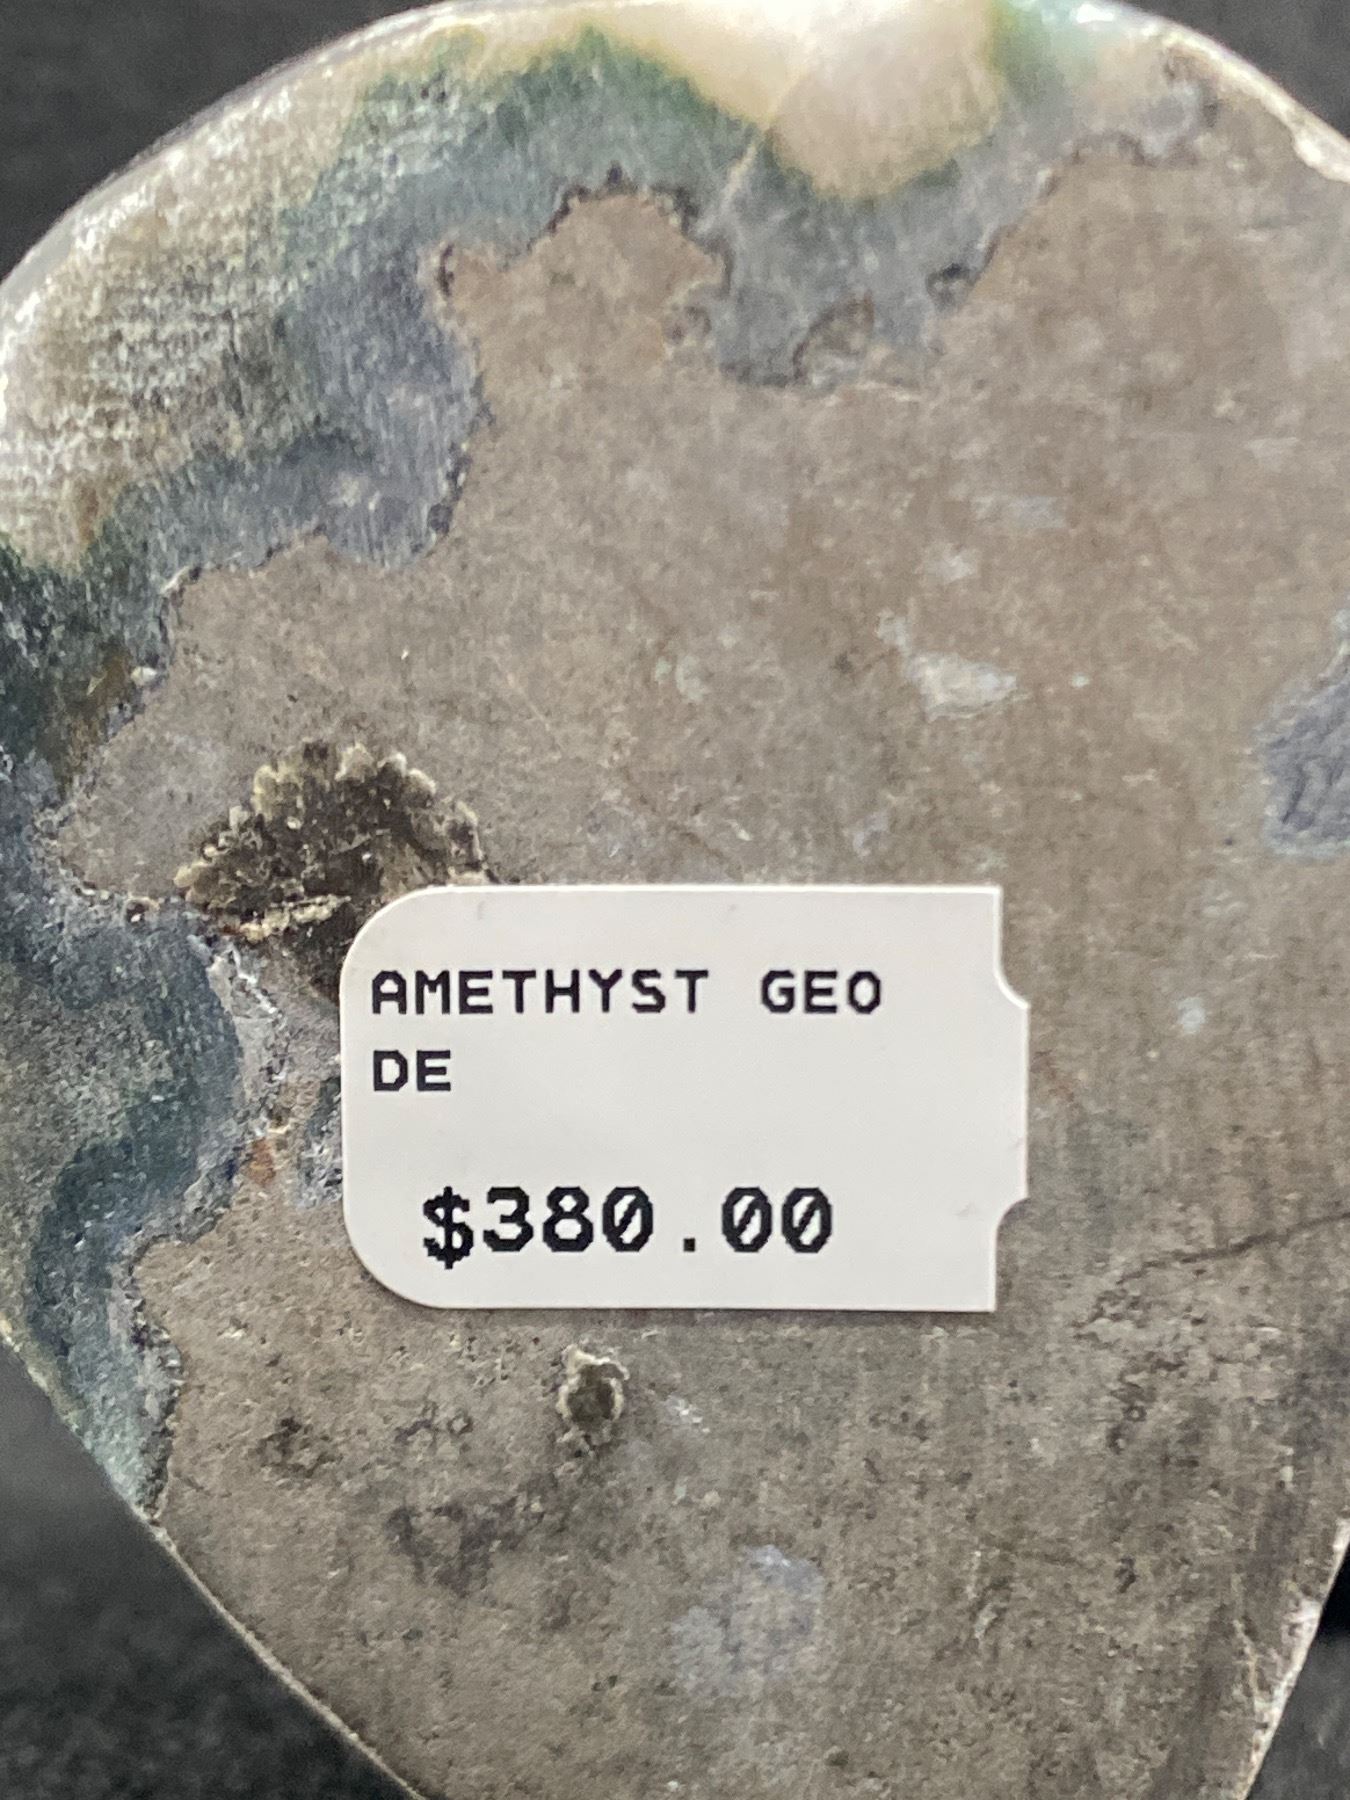 AMETHYST GEO
DE
$380.00